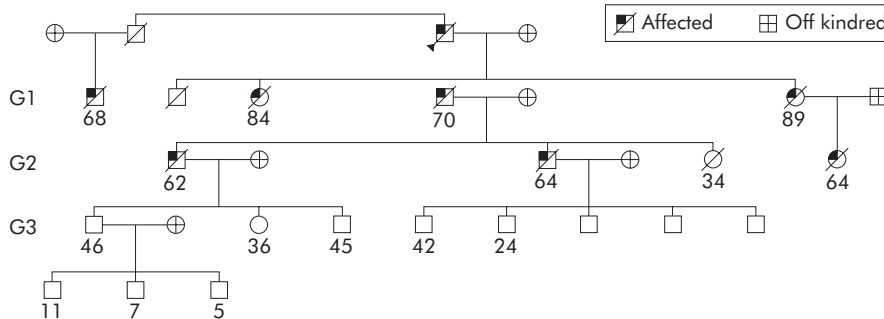 Affected Off kindred
G1
68 84 70 89
G2
62 64 34 64
G3
46 36 45 42 24
11 7 5